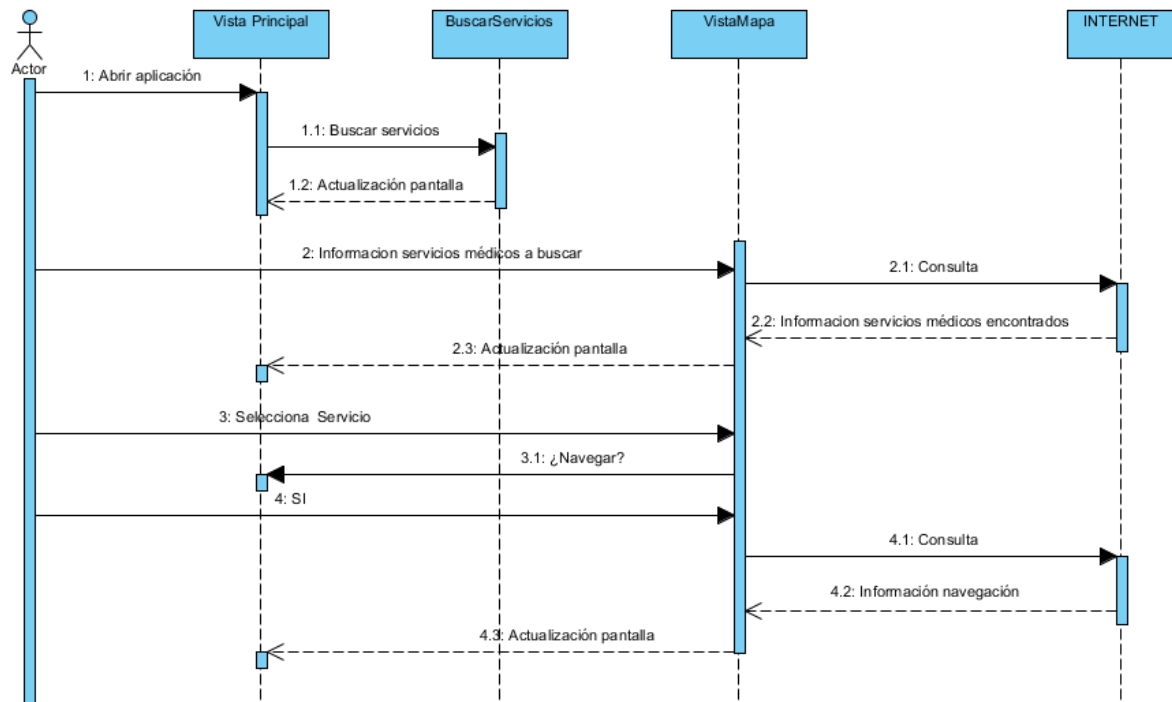 Actor
Vista Principal
BuscarServicios
VistaMapa
INTERNET
1: Abrir aplicación
1.1: Buscar servicios
1.2: Actualización pantalla
2: Informacion servicios médicos a buscar
2.1: Consulta
2.2: Informacion servicios médicos encontrados
2.3: Actualización pantalla
3: Selecciona Servicio
3.1: ¿Navegar?
4: SI
4.1: Consulta
4.2: Información navegación
4.3: Actualización pantalla